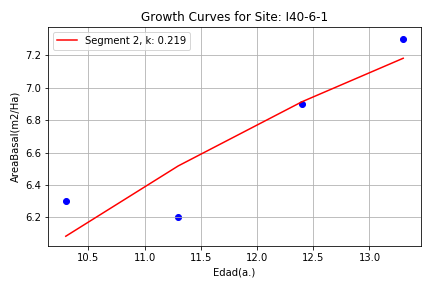 Growth Curves for Site: I40-6-1
Segment 2, k: 0.219
AreaBasal(m2/Ha)
7.2
7.0
6.8
6.6
6.4
6.2
10.5 11.0 11.5 12.0 12.5 13.0
Edad(a.)